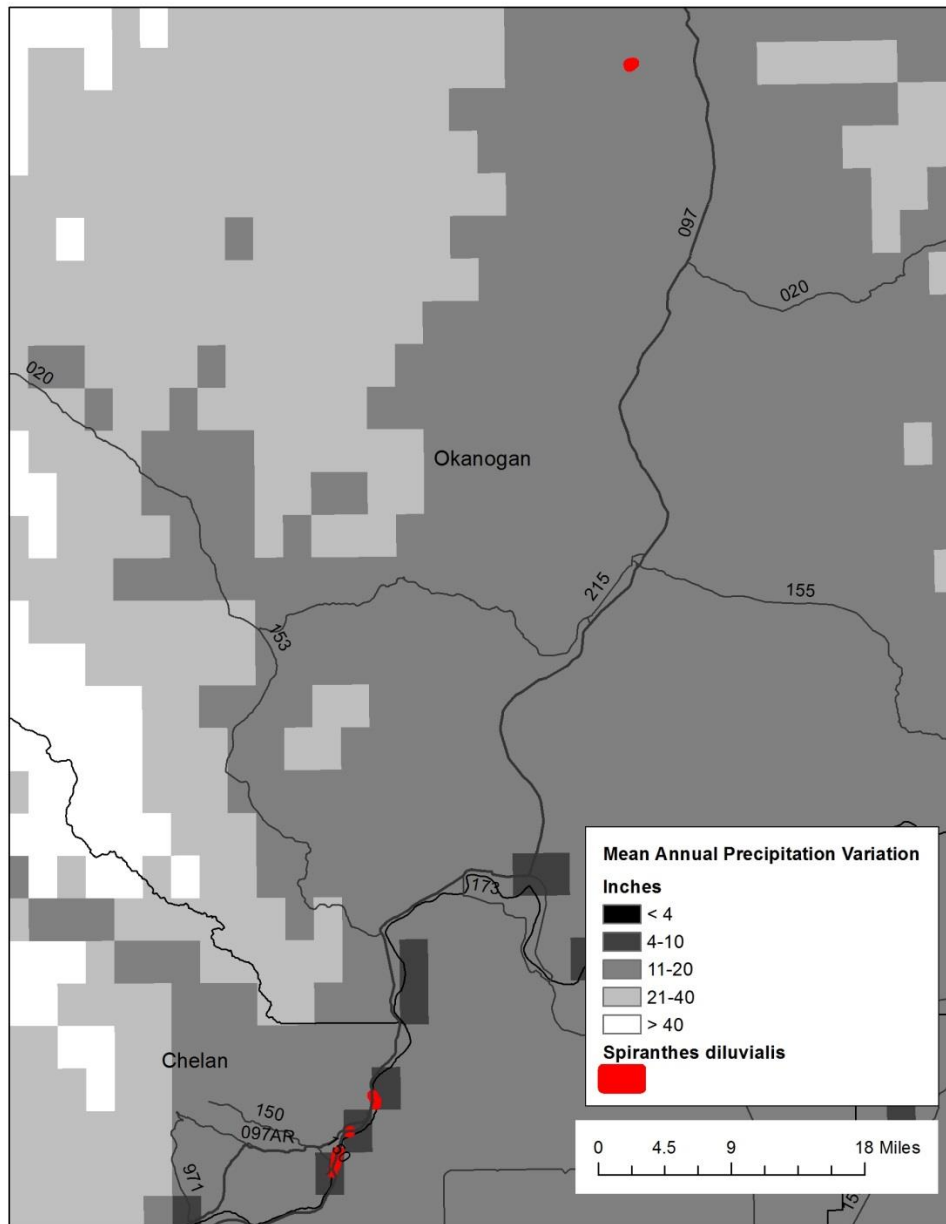 097
020
020
Okanogan
215
155
153
173
Mean Annual Precipitation Variation
Inches
< 4
4-10
11-20
21-40
> 40
Spiranthes diluvialis
Chelan
150
097AR
971
0 4.5 9 18 Miles